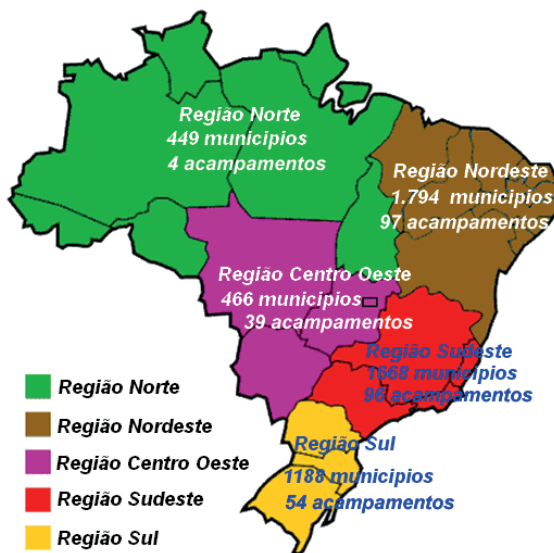 Região Norte
449 municipios
4 acampamentos
Região Nordeste
1.794 municipios
97 acampamentos
Região Centro Oeste
466 municipios
39 acampamentos
Região Sudeste
1668 municipios
96 acampamentos
Região Sul
1188 municipios
54 acampamentos
Região Norte
Região Nordeste
Região Centro Oeste
Região Sudeste
Região Sul